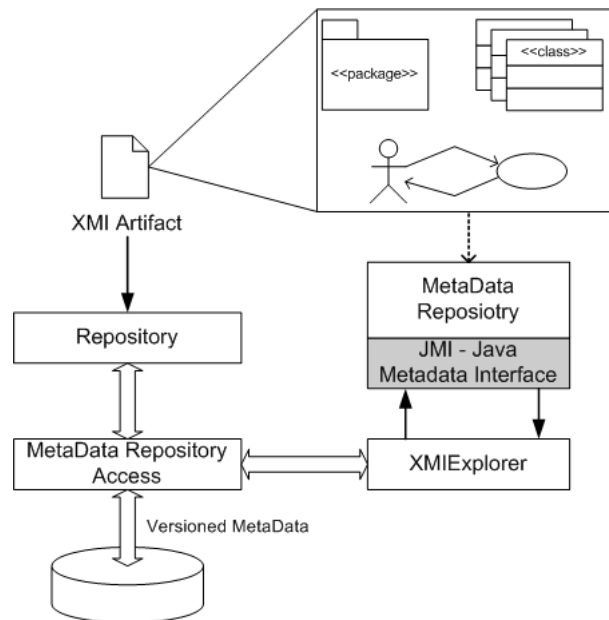 <<package>>
<<class>>
XMI Artifact
MetaData
Reposiotry
Repository
JMI - Java
Metadata Interface
MetaData Repository
Access
XMIExplorer
Versioned MetaData